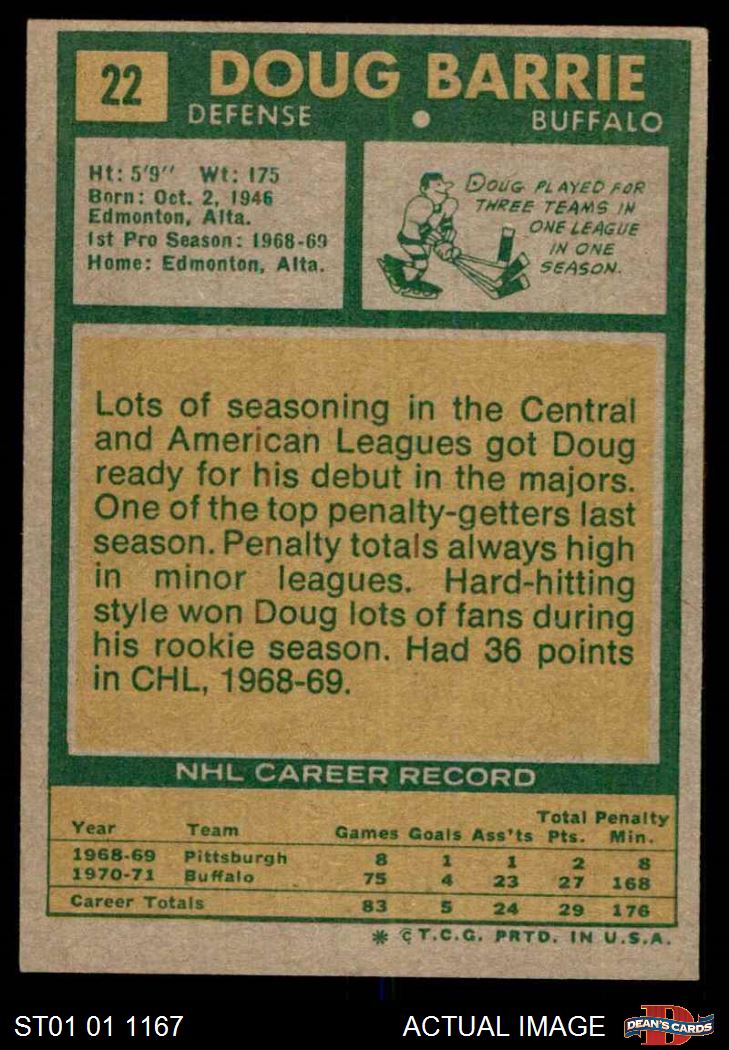 22
DOUG BARRIE
DEFENSE • BUFFALO
Ht: 5'9" Wt: 175
Born: Oct. 2, 1946
Edmonton, Alta.
1st Pro Season: 1968-69
Home: Edmonton, Alta.
DOUG PLAYED FOR
THREE TEAMS IN
ONE LEAGUE
IN ONE
SEASON.
Lots of seasoning in the Central
and American Leagues got Doug
ready for his debut in the majors.
One of the top penalty-getters last
season. Penalty totals always high
in minor leagues. Hard-hitting
style won Doug lots of fans during
his rookie season. Had 36 points
in CHL, 1968-69.
NHL CAREER RECORD
Total Penalty
Year Team Games Goals Ass'ts Pts. Min.
1968-69 Pittsburgh 8 1 1 2 8
1970-71 Buffalo 75 4 23 27 168
Career Totals 83 5 24 29 176
* © T.C.G. PRTD. IN U.S.A.
ST01 01 1167 ACTUAL IMAGE
DEAN'S CARDS